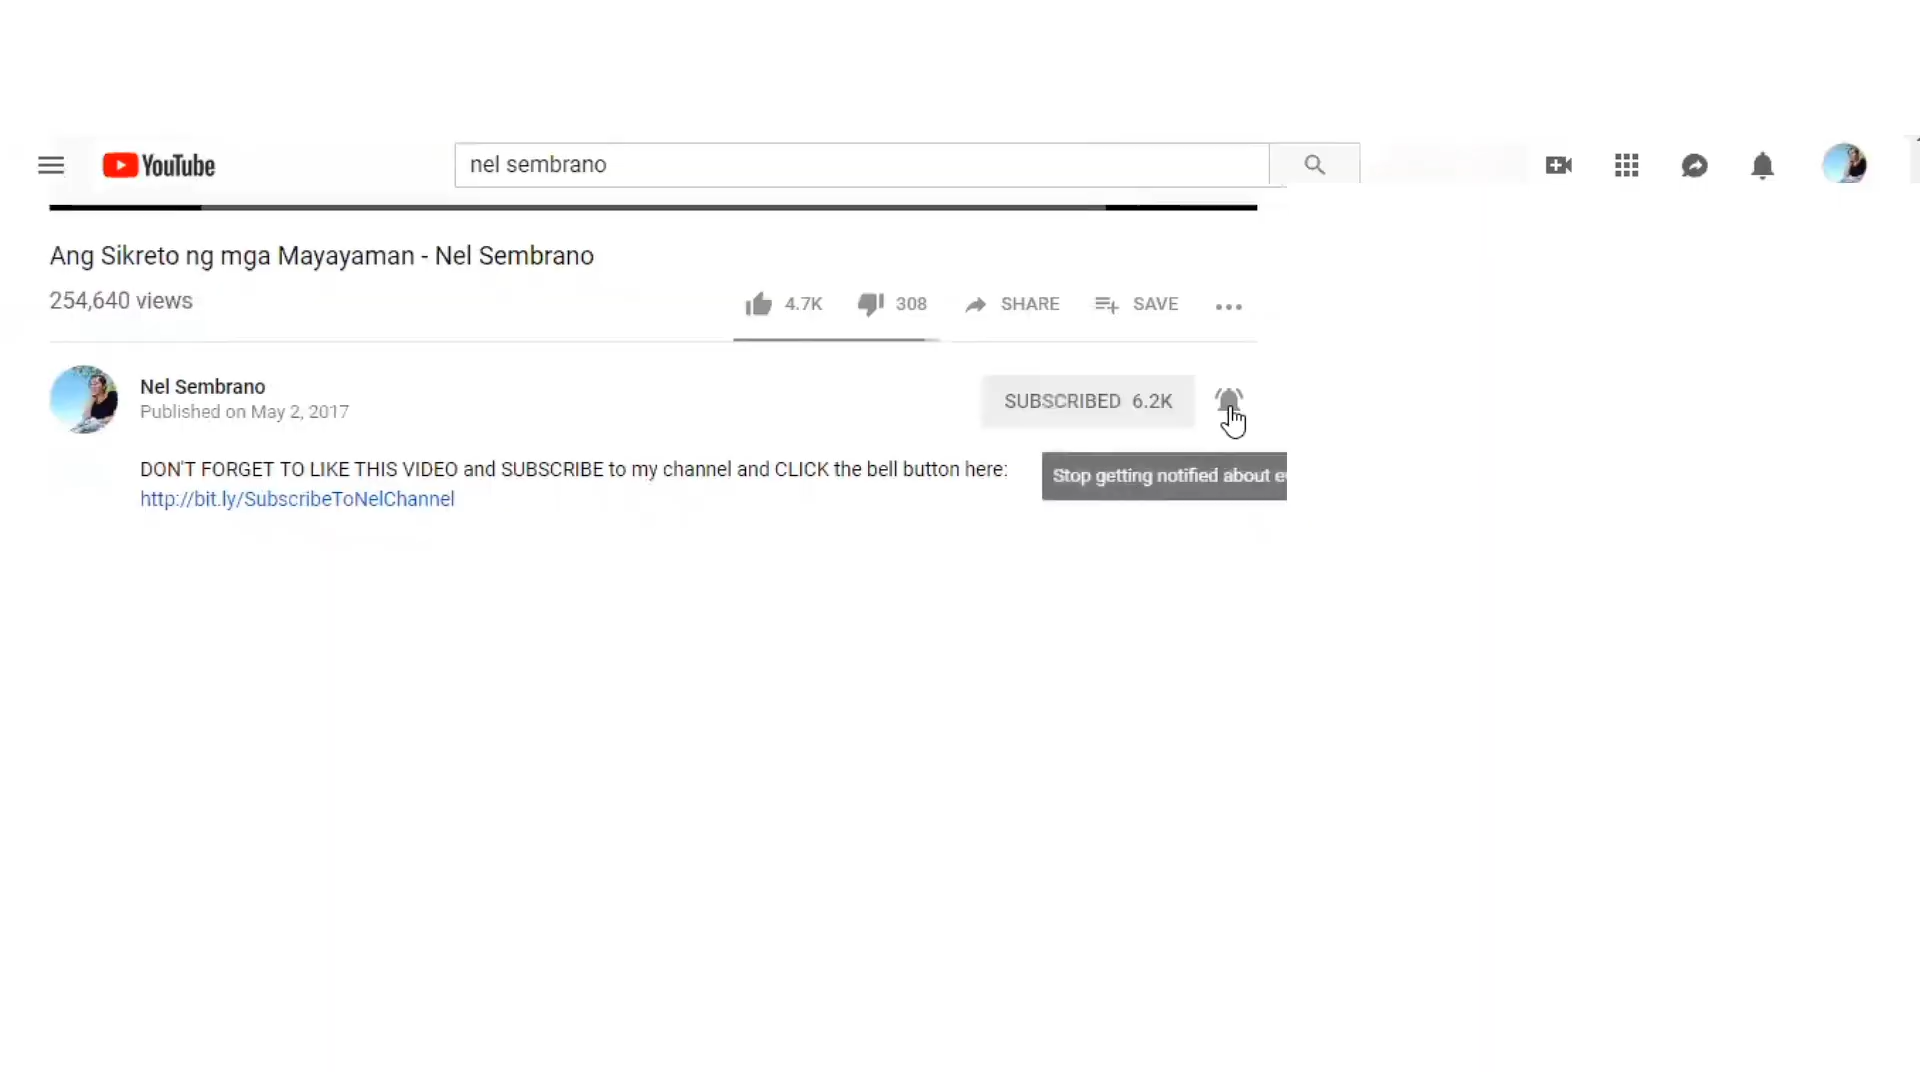 YouTube
nel sembrano
Ang Sikreto ng mga Mayayaman - Nel Sembrano
254,640 views
4.7K 308 SHARE SAVE
Nel Sembrano
Published on May 2, 2017
SUBSCRIBED 6.2K
DON'T FORGET TO LIKE THIS VIDEO and SUBSCRIBE to my channel and CLICK the bell button here:
http://bit.ly/SubscribeToNelChannel
Stop getting notified about